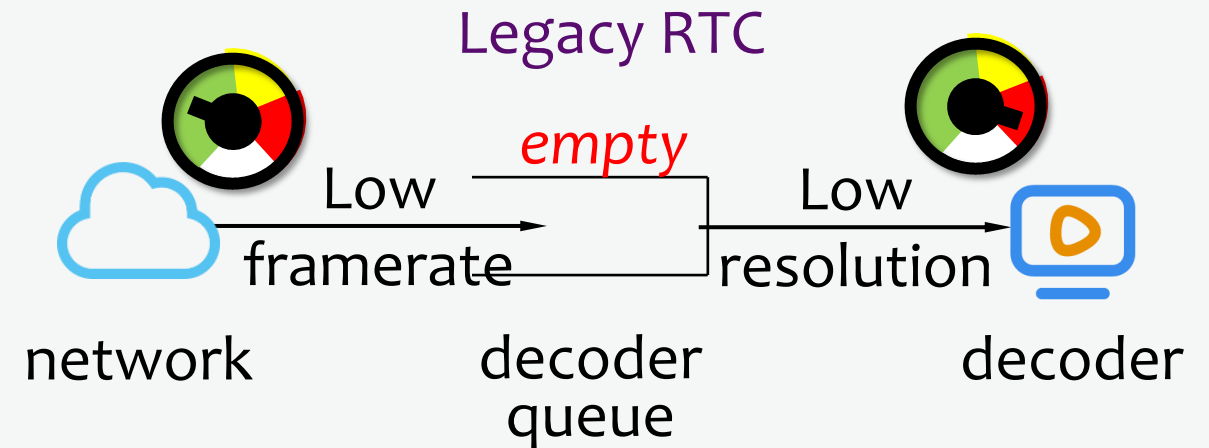 Legacy RTC
empty
Low
framerate
Low
resolution
network
decoder
queue
decoder